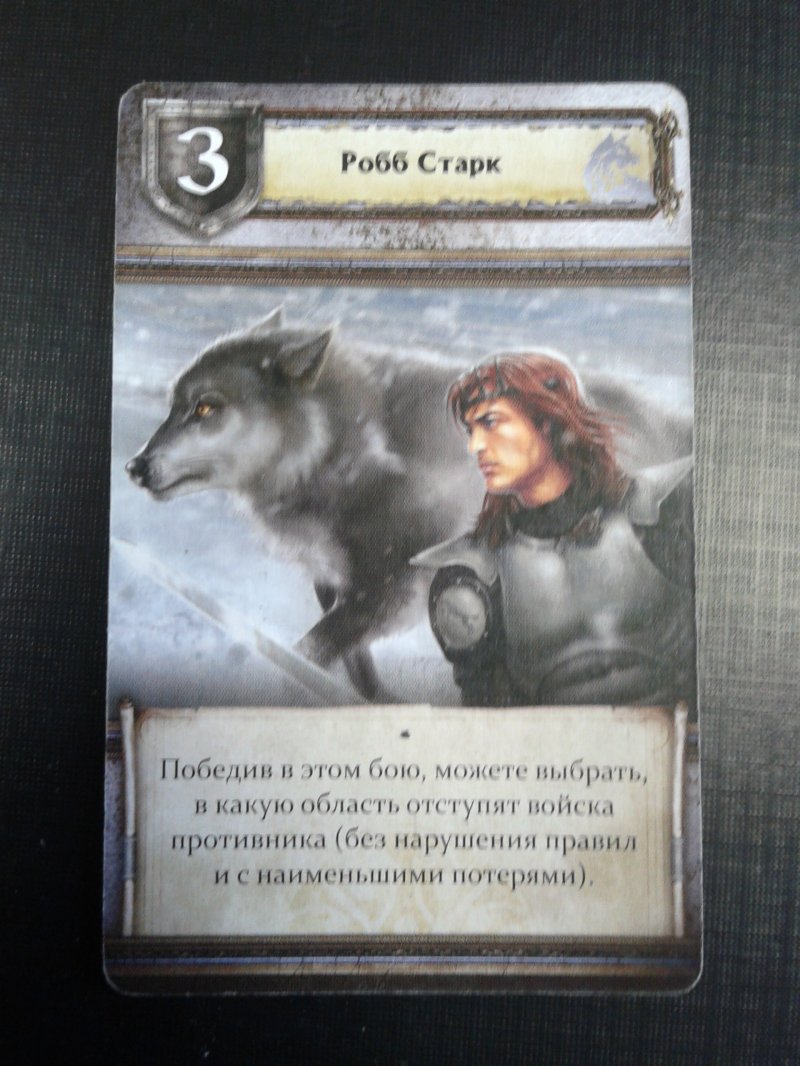 3
Робб Старк
Победив в этом бою, можете выбрать,
в какую область отступят войска
противника (без нарушения правил
и с наименьшими потерями).